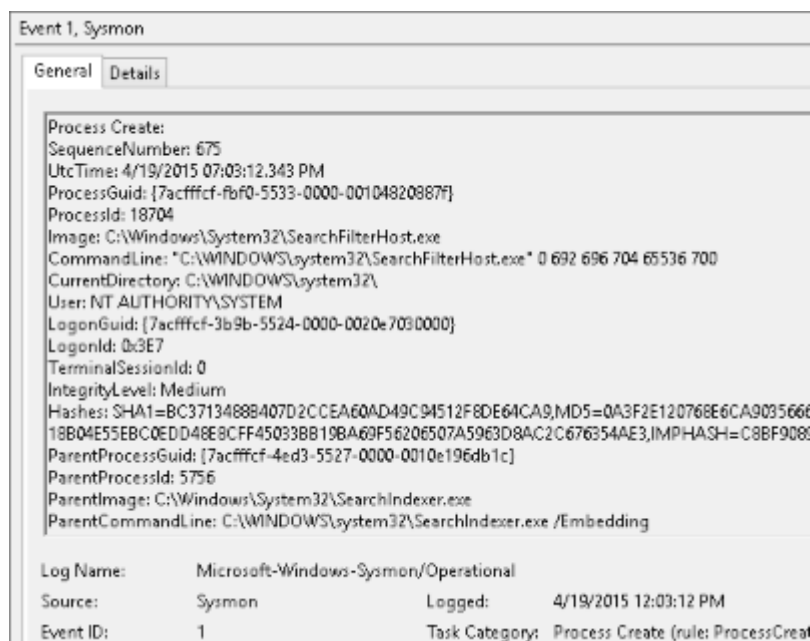 Event 1, Sysmon
General Details
Process Create:
SequenceNumber: 675
UtcTime: 4/19/2015 07:03:12.343 PM
ProcessGuid: {7acfffcf-fbf0-5533-0000-00104820887f}
ProcessId: 18704
Image: C:\Windows\System32\SearchFilterHost.exe
CommandLine: "C:\WINDOWS\system32\SearchFilterHost.exe" 0 692 696 704 65536 700
CurrentDirectory: C:\WINDOWS\system32\
User: NT AUTHORITY\SYSTEM
LogonGuid: {7acfffcf-3b9b-5524-0000-0020e7030000}
LogonId: 0x3E7
TerminalSessionId: 0
IntegrityLevel: Medium
Hashes: SHA1=BC3713488B407D2CCEA60AD49C94512F8DE64CA9,MD5=0A3F2E120768E6CA9035666
18B04E55EBC0EDD48E8CFF45033BB19BA69F56206507A5963D8AC2C676354AE3,IMPHASH=C8BF9089
ParentProcessGuid: {7acfffcf-4ed3-5527-0000-0010e196db1c}
ParentProcessId: 5756
ParentImage: C:\Windows\System32\SearchIndexer.exe
ParentCommandLine: C:\WINDOWS\system32\SearchIndexer.exe /Embedding
Log Name: Microsoft-Windows-Sysmon/Operational
Source: Sysmon Logged: 4/19/2015 12:03:12 PM
Event ID: 1 Task Category: Process Create (rule: ProcessCreat